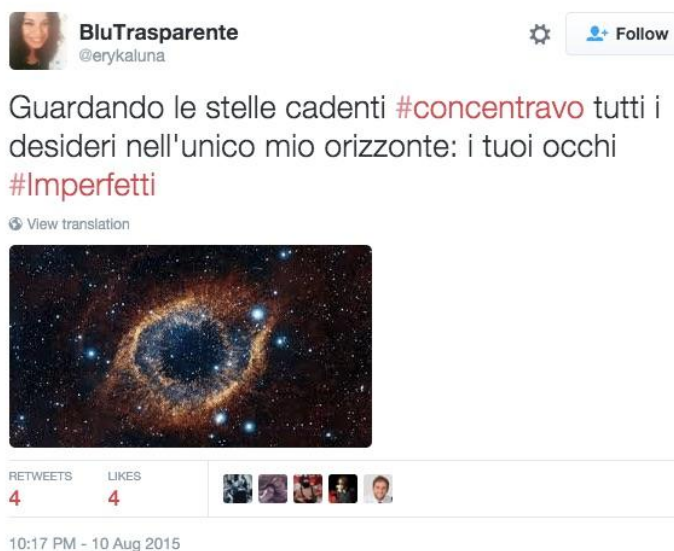 BluTrasparente
@erykaluna
Follow
Guardando le stelle cadenti #concentravo tutti i
desideri nell'unico mio orizzonte: i tuoi occhi
#Imperfetti
View translation
RETWEETS LIKES
4 4
10:17 PM - 10 Aug 2015